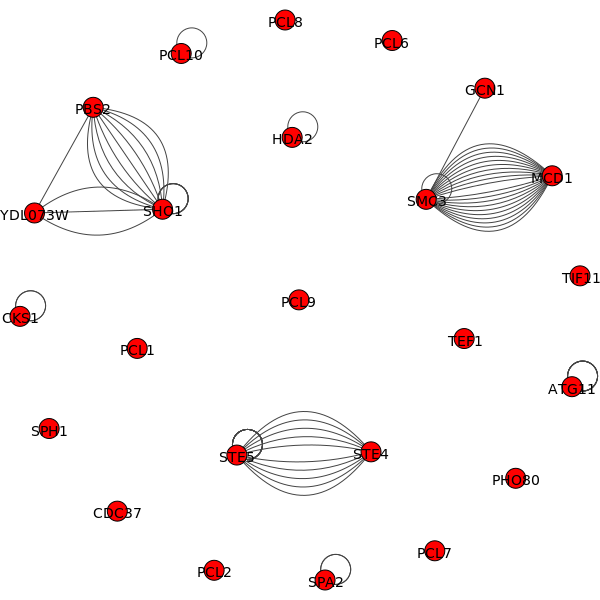 PCL8
PCL6
PCL10
GCN1
PBS2
HDA2
MCD1
SMC3
YDL073W
SHO1
TIF11
PCL9
CKS1
TEF1
PCL1
ATG11
SPH1
STE5
STE4
PHO80
CDC37
PCL7
PCL2
SPA2